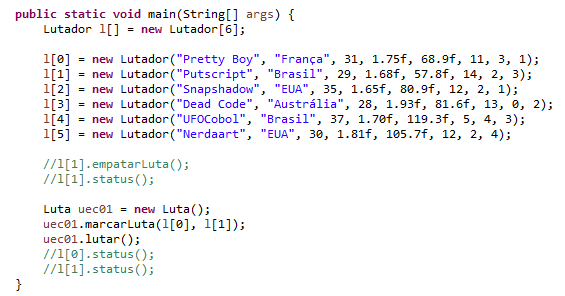 public static void main(String[] args) {
    Lutador l[] = new Lutador[6];

    l[0] = new Lutador("Pretty Boy", "França", 31, 1.75f, 68.9f, 11, 3, 1);
    l[1] = new Lutador("Putscript", "Brasil", 29, 1.68f, 57.8f, 14, 2, 3);
    l[2] = new Lutador("Snapshadow", "EUA", 35, 1.65f, 80.9f, 12, 2, 1);
    l[3] = new Lutador("Dead Code", "Austrália", 28, 1.93f, 81.6f, 13, 0, 2);
    l[4] = new Lutador("UFOCobol", "Brasil", 37, 1.70f, 119.3f, 5, 4, 3);
    l[5] = new Lutador("Nerdaart", "EUA", 30, 1.81f, 105.7f, 12, 2, 4);

    //l[1].empatarLuta();
    //l[1].status();

    Luta uec01 = new Luta();
    uec01.marcarLuta(l[0], l[1]);
    uec01.lutar();
    //l[0].status();
    //l[1].status();
}